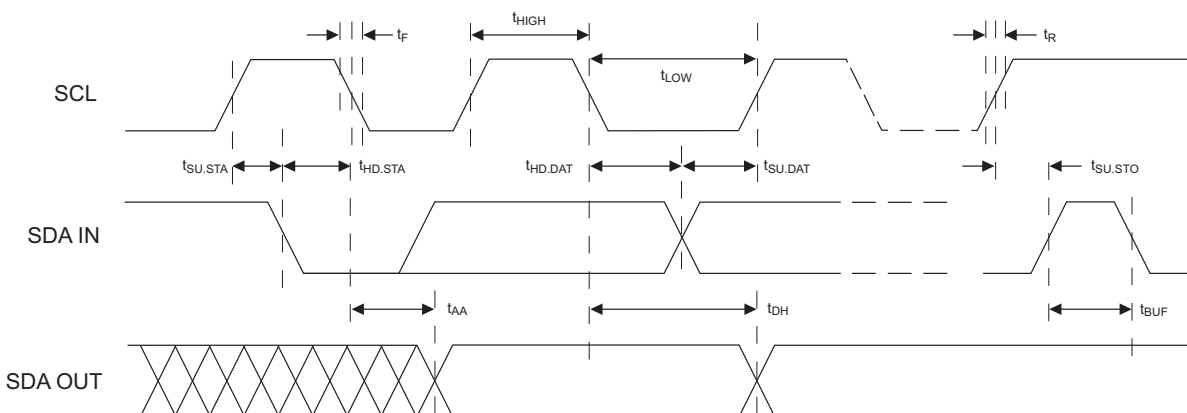 tHIGH
tF
tR
tLOW
SCL
tSU.STA
tHD.STA
tHD.DAT
tSU.DAT
tSU.STO
SDA IN
tAA
tDH
tBUF
SDA OUT